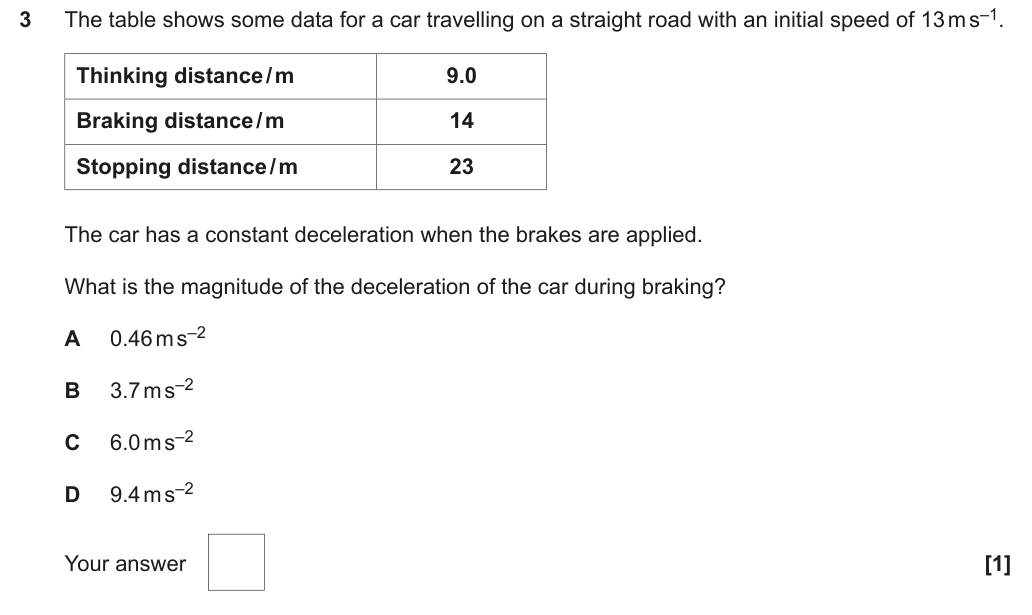 3 The table shows some data for a car travelling on a straight road with an initial speed of 13 m s⁻¹.
Thinking distance / m 9.0
Braking distance / m 14
Stopping distance / m 23
The car has a constant deceleration when the brakes are applied.
What is the magnitude of the deceleration of the car during braking?
A 0.46 m s⁻²
B 3.7 m s⁻²
C 6.0 m s⁻²
D 9.4 m s⁻²
Your answer [1]